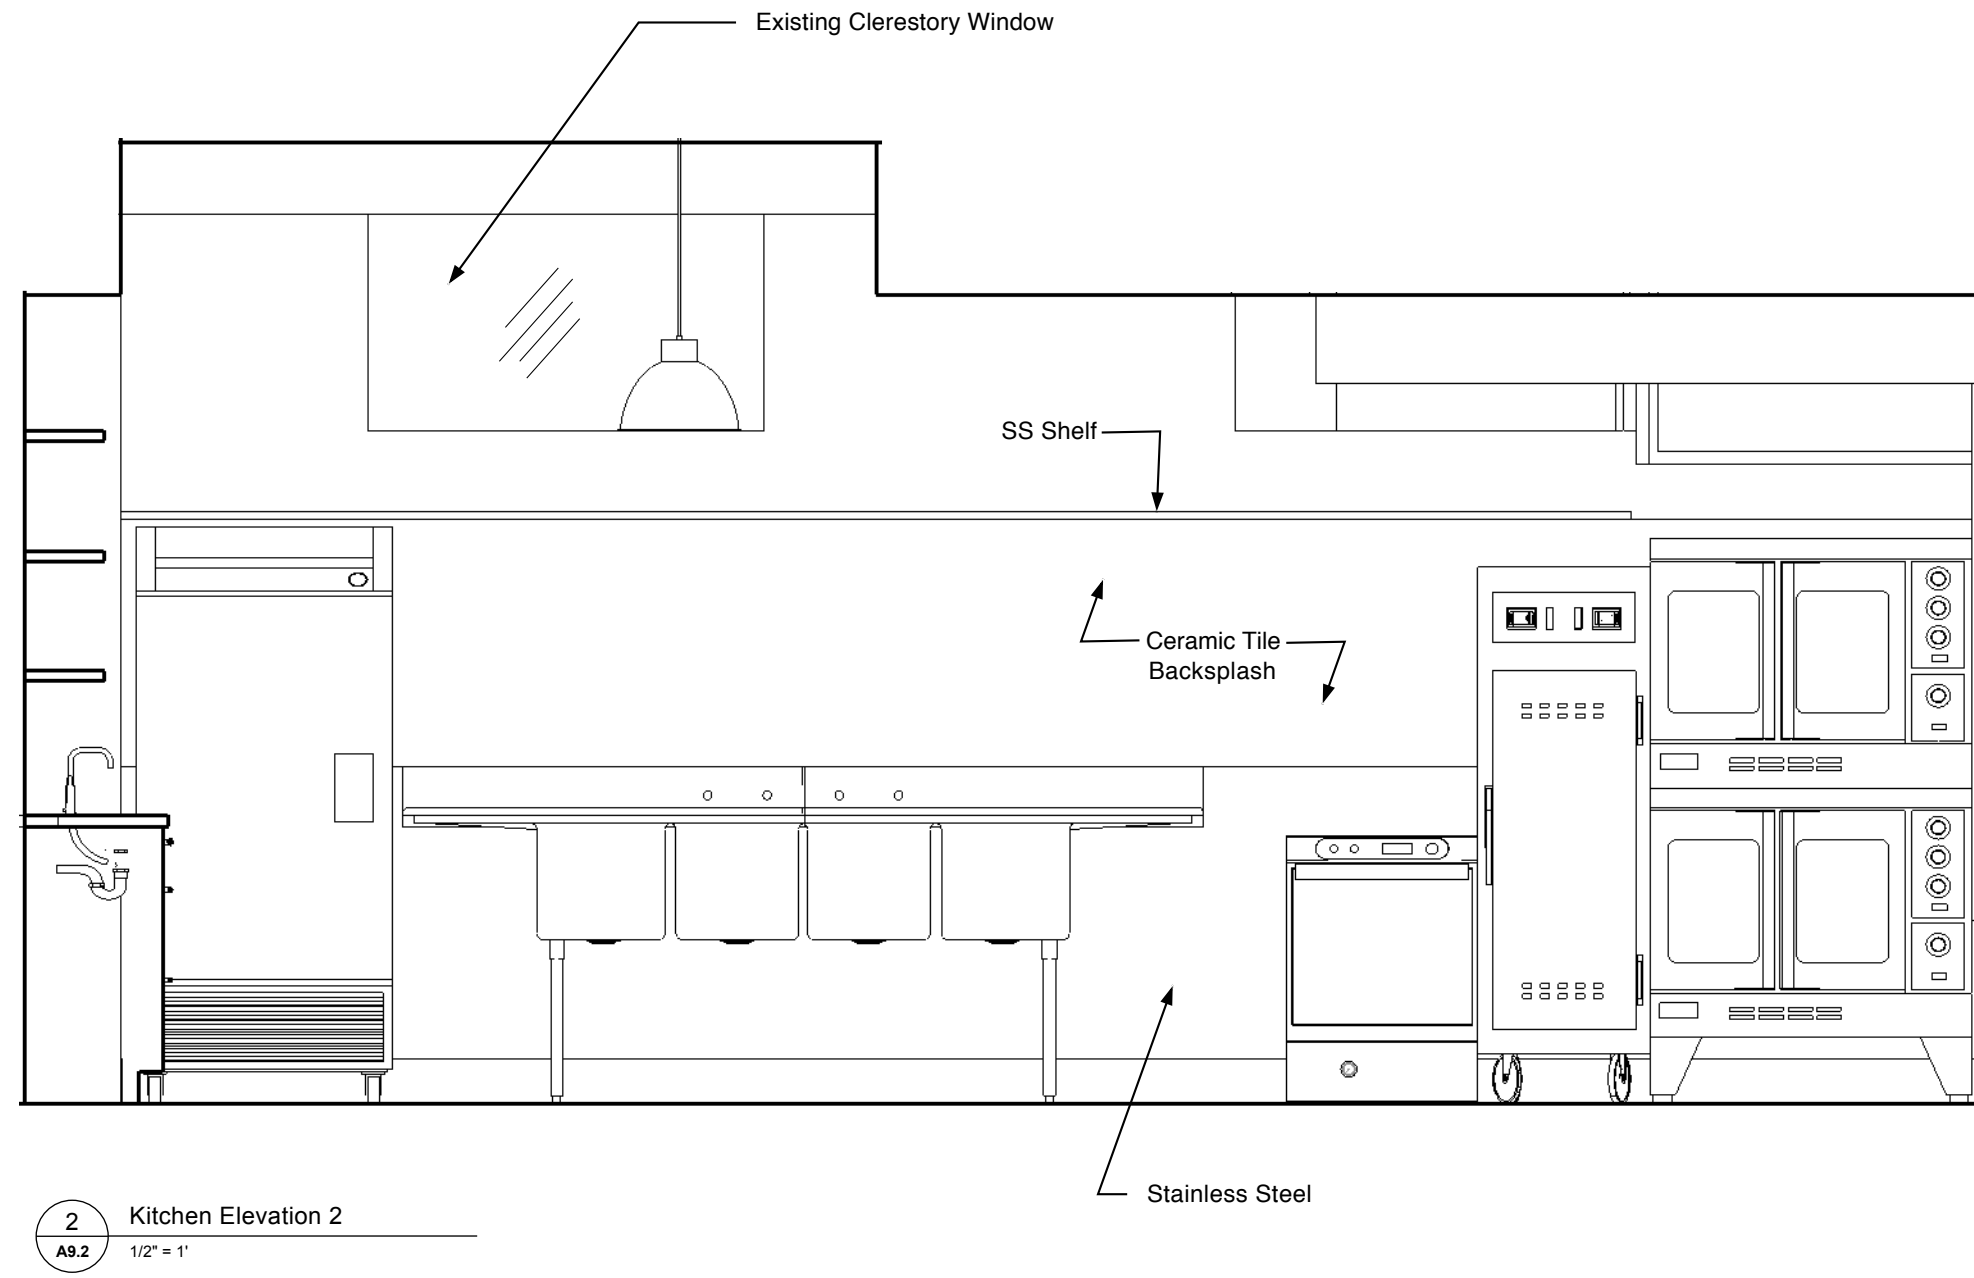 Existing Clerestory Window
SS Shelf
Ceramic Tile
Backsplash
Stainless Steel
2
Kitchen Elevation 2
A9.2
1/2" = 1'